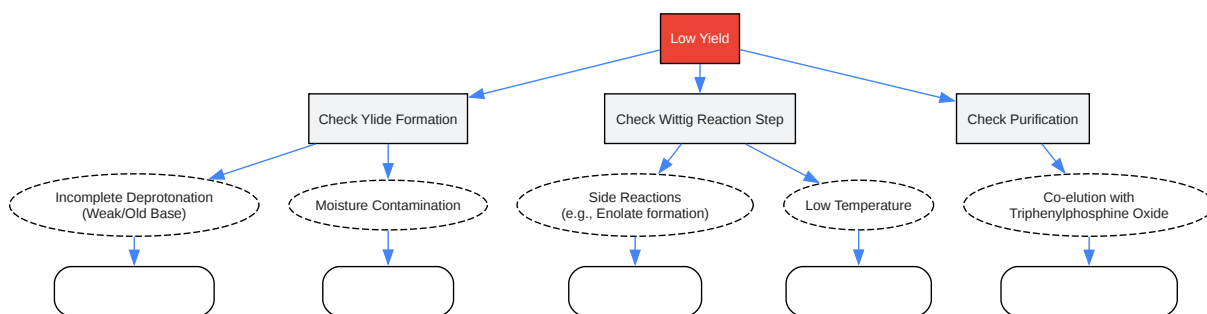 Low Yield
Check Ylide Formation
Check Wittig Reaction Step
Check Purification
Incomplete Deprotonation
(Weak/Old Base)
Moisture Contamination
Side Reactions
(e.g., Enolate formation)
Low Temperature
Co-elution with
Triphenylphosphine Oxide